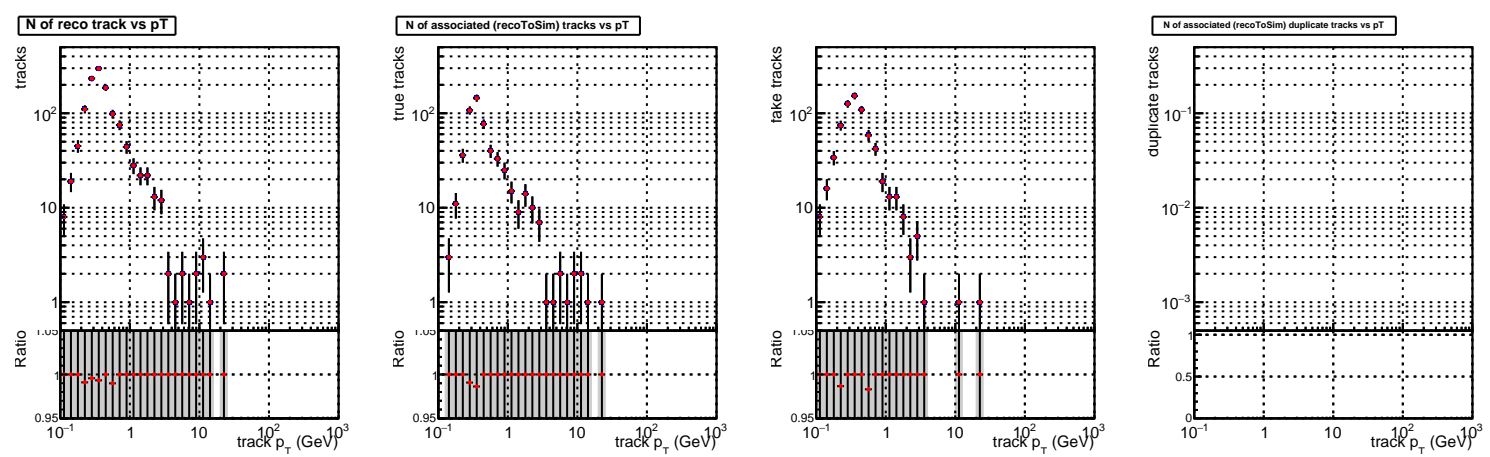 N of reco track vs pT
tracks
10²
10
1
1.05
Ratio
1
0.95
10⁻¹ 1 10 10² 10³
track p_T (GeV)
N of associated (recoToSim) tracks vs pT
true tracks
10²
10
1
1.05
Ratio
1
0.95
10⁻¹ 1 10 10² 10³
track p_T (GeV)
fake tracks
10²
10
1
1.05
Ratio
1
0.95
10⁻¹ 1 10 10² 10³
track p_T (GeV)
N of associated (recoToSim) duplicate tracks vs pT
duplicate tracks
10⁻¹
10⁻²
10⁻³
Ratio
1
0.5
0
10⁻¹ 1 10 10² 10³
track p_T (GeV)